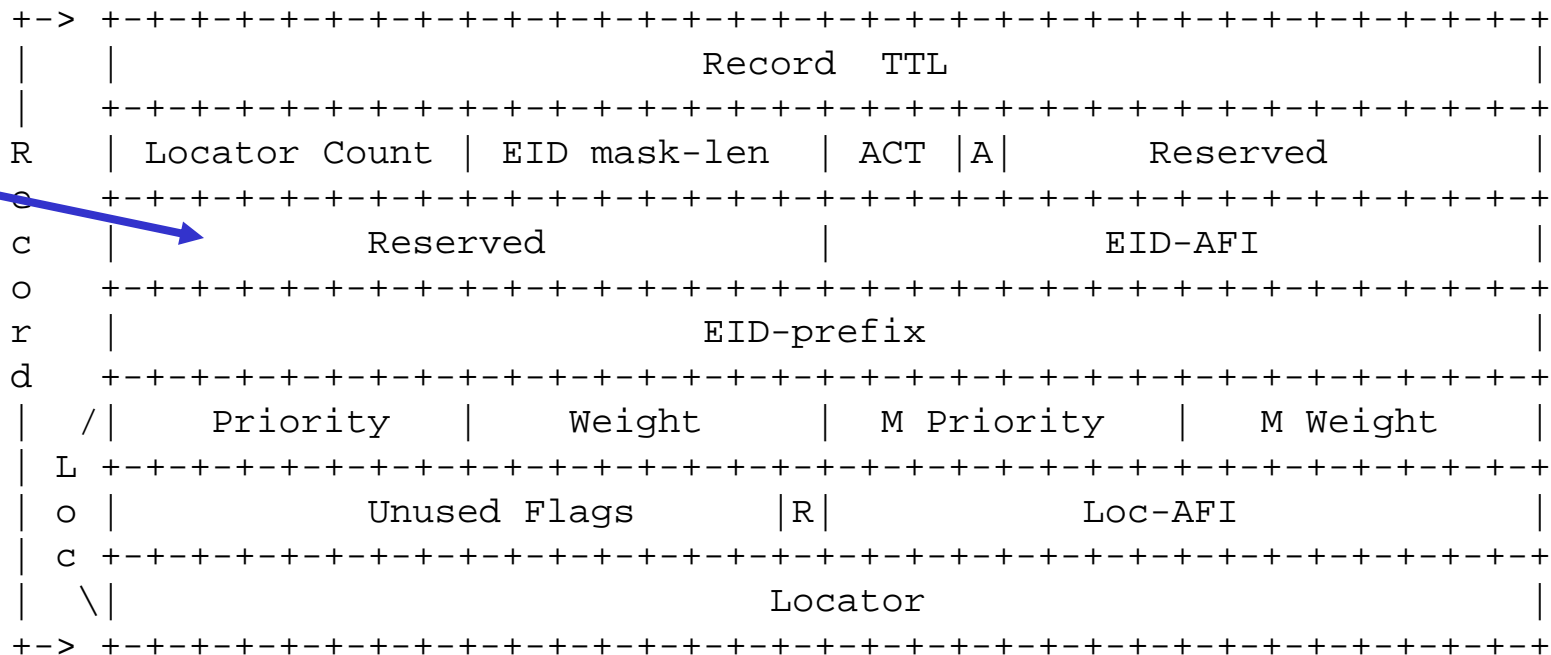 +-> +-+-+-+-+-+-+-+-+-+-+-+-+-+-+-+-+-+-+-+-+-+-+-+-+-+-+-+-+-+-+-+-+
|   |                          Record  TTL                          |
|   +-+-+-+-+-+-+-+-+-+-+-+-+-+-+-+-+-+-+-+-+-+-+-+-+-+-+-+-+-+-+-+-+
R   | Locator Count | EID mask-len  | ACT |A|      Reserved         |
e   +-+-+-+-+-+-+-+-+-+-+-+-+-+-+-+-+-+-+-+-+-+-+-+-+-+-+-+-+-+-+-+-+
c   |           Reserved            |            EID-AFI            |
o   +-+-+-+-+-+-+-+-+-+-+-+-+-+-+-+-+-+-+-+-+-+-+-+-+-+-+-+-+-+-+-+-+
r   |                          EID-prefix                           |
d   +-+-+-+-+-+-+-+-+-+-+-+-+-+-+-+-+-+-+-+-+-+-+-+-+-+-+-+-+-+-+-+-+
|  /|    Priority   |    Weight     |  M Priority   |   M Weight    |
| L +-+-+-+-+-+-+-+-+-+-+-+-+-+-+-+-+-+-+-+-+-+-+-+-+-+-+-+-+-+-+-+-+
| o |           Unused Flags      |R|           Loc-AFI             |
| c +-+-+-+-+-+-+-+-+-+-+-+-+-+-+-+-+-+-+-+-+-+-+-+-+-+-+-+-+-+-+-+-+
|  \|                             Locator                           |
+-> +-+-+-+-+-+-+-+-+-+-+-+-+-+-+-+-+-+-+-+-+-+-+-+-+-+-+-+-+-+-+-+-+